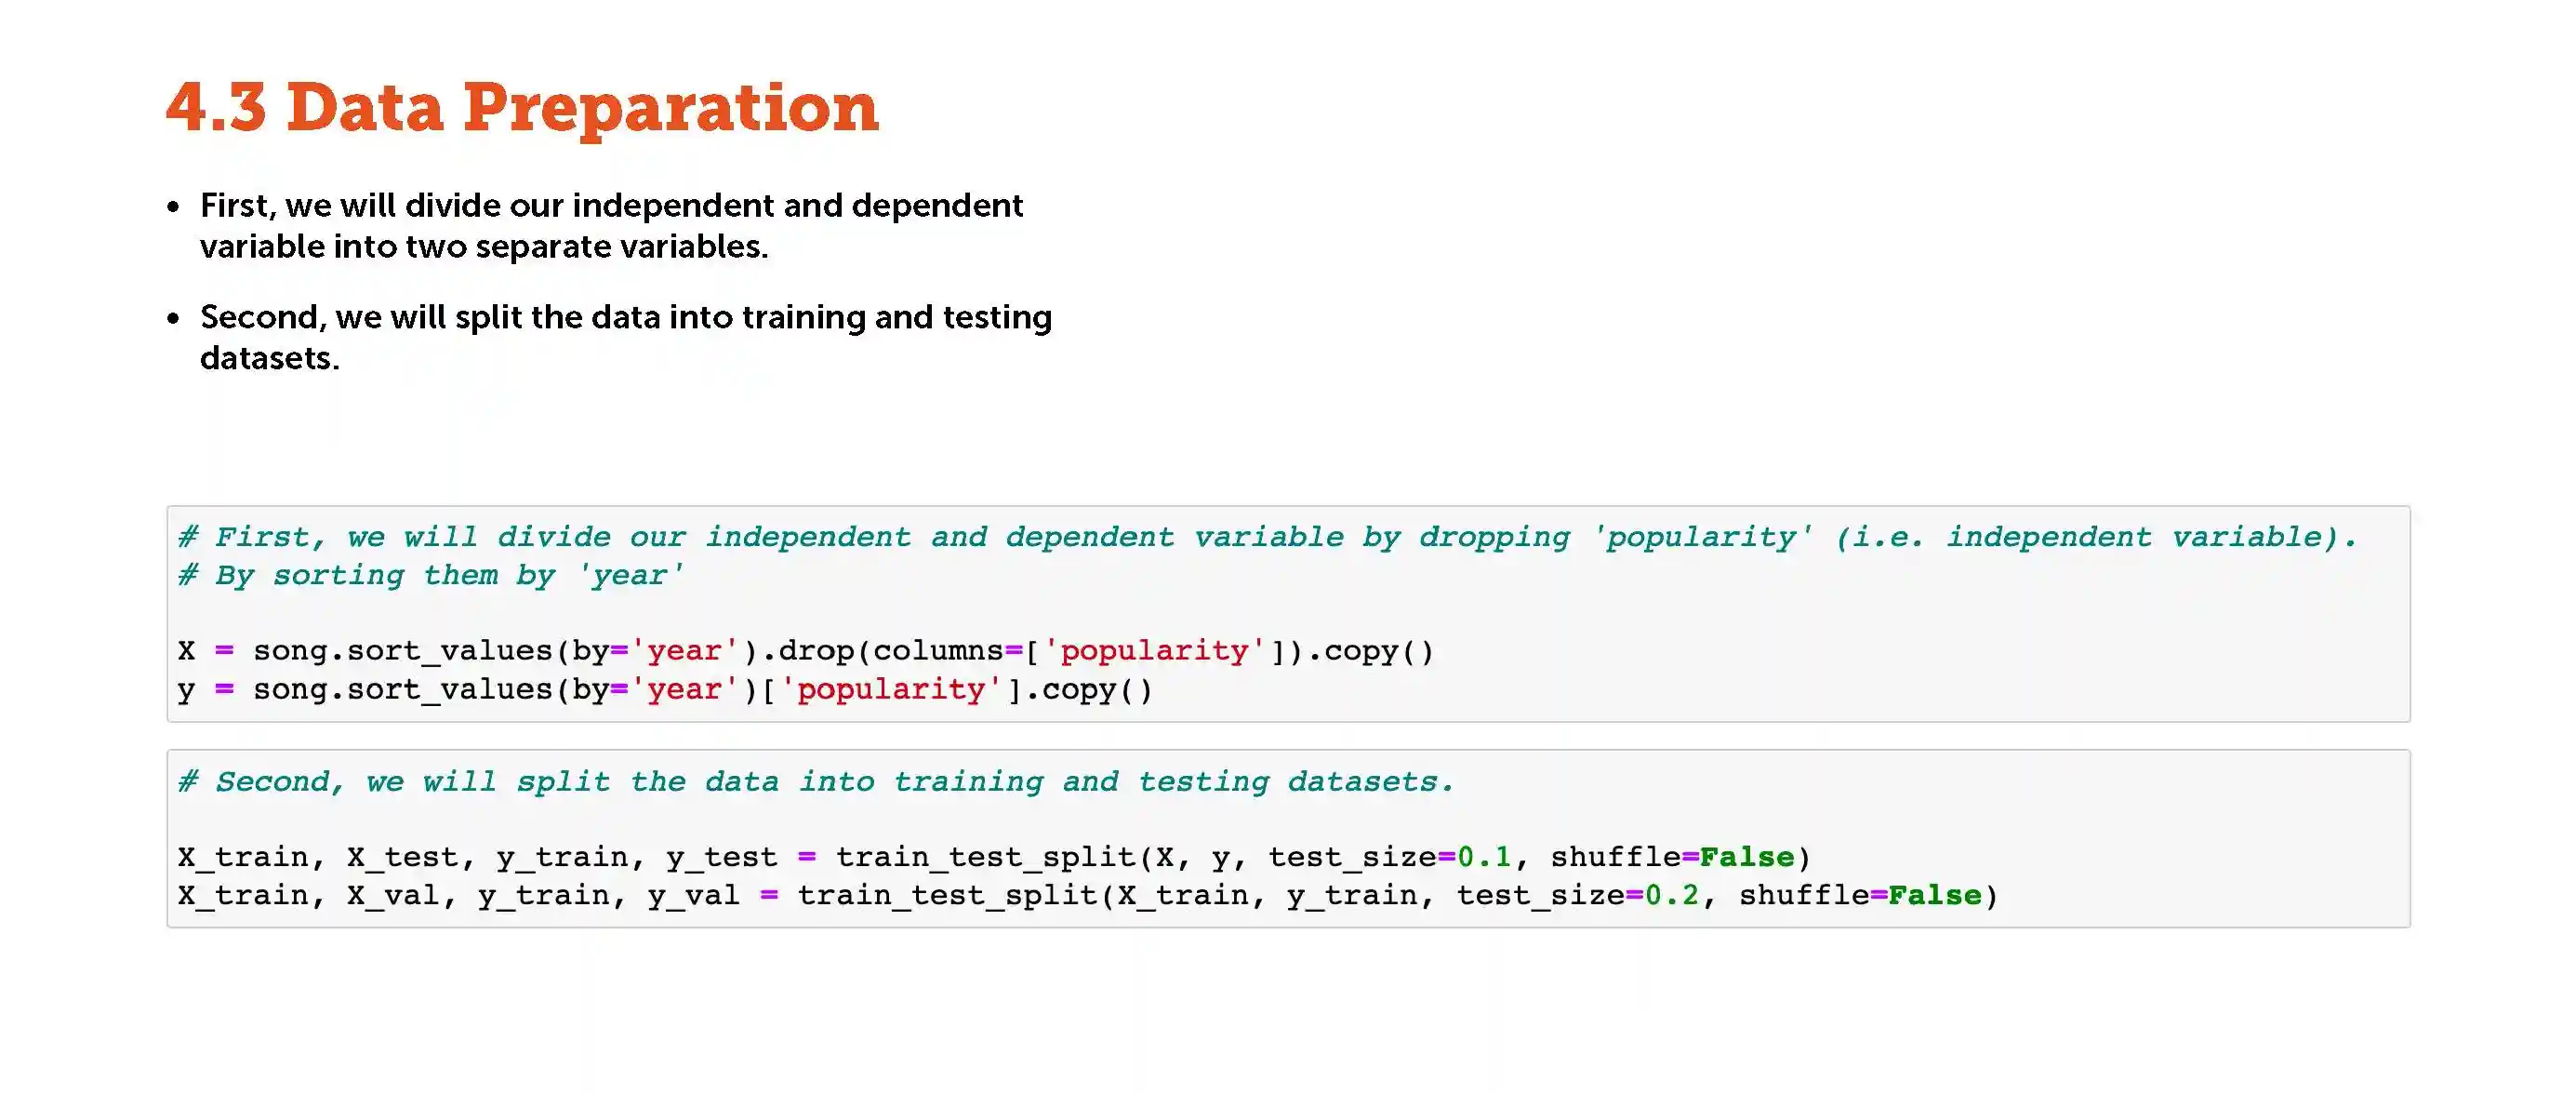 4.3 Data Preparation
• First, we will divide our independent and dependent
variable into two separate variables.
• Second, we will split the data into training and testing
datasets.
# First, we will divide our independent and dependent variable by dropping 'popularity' (i.e. independent variable).
# By sorting them by 'year'
X = song.sort_values(by='year').drop(columns=['popularity']).copy()
y = song.sort_values(by='year')['popularity'].copy()
# Second, we will split the data into training and testing datasets.
X_train, X_test, y_train, y_test = train_test_split(X, y, test_size=0.1, shuffle=False)
X_train, X_val, y_train, y_val = train_test_split(X_train, y_train, test_size=0.2, shuffle=False)